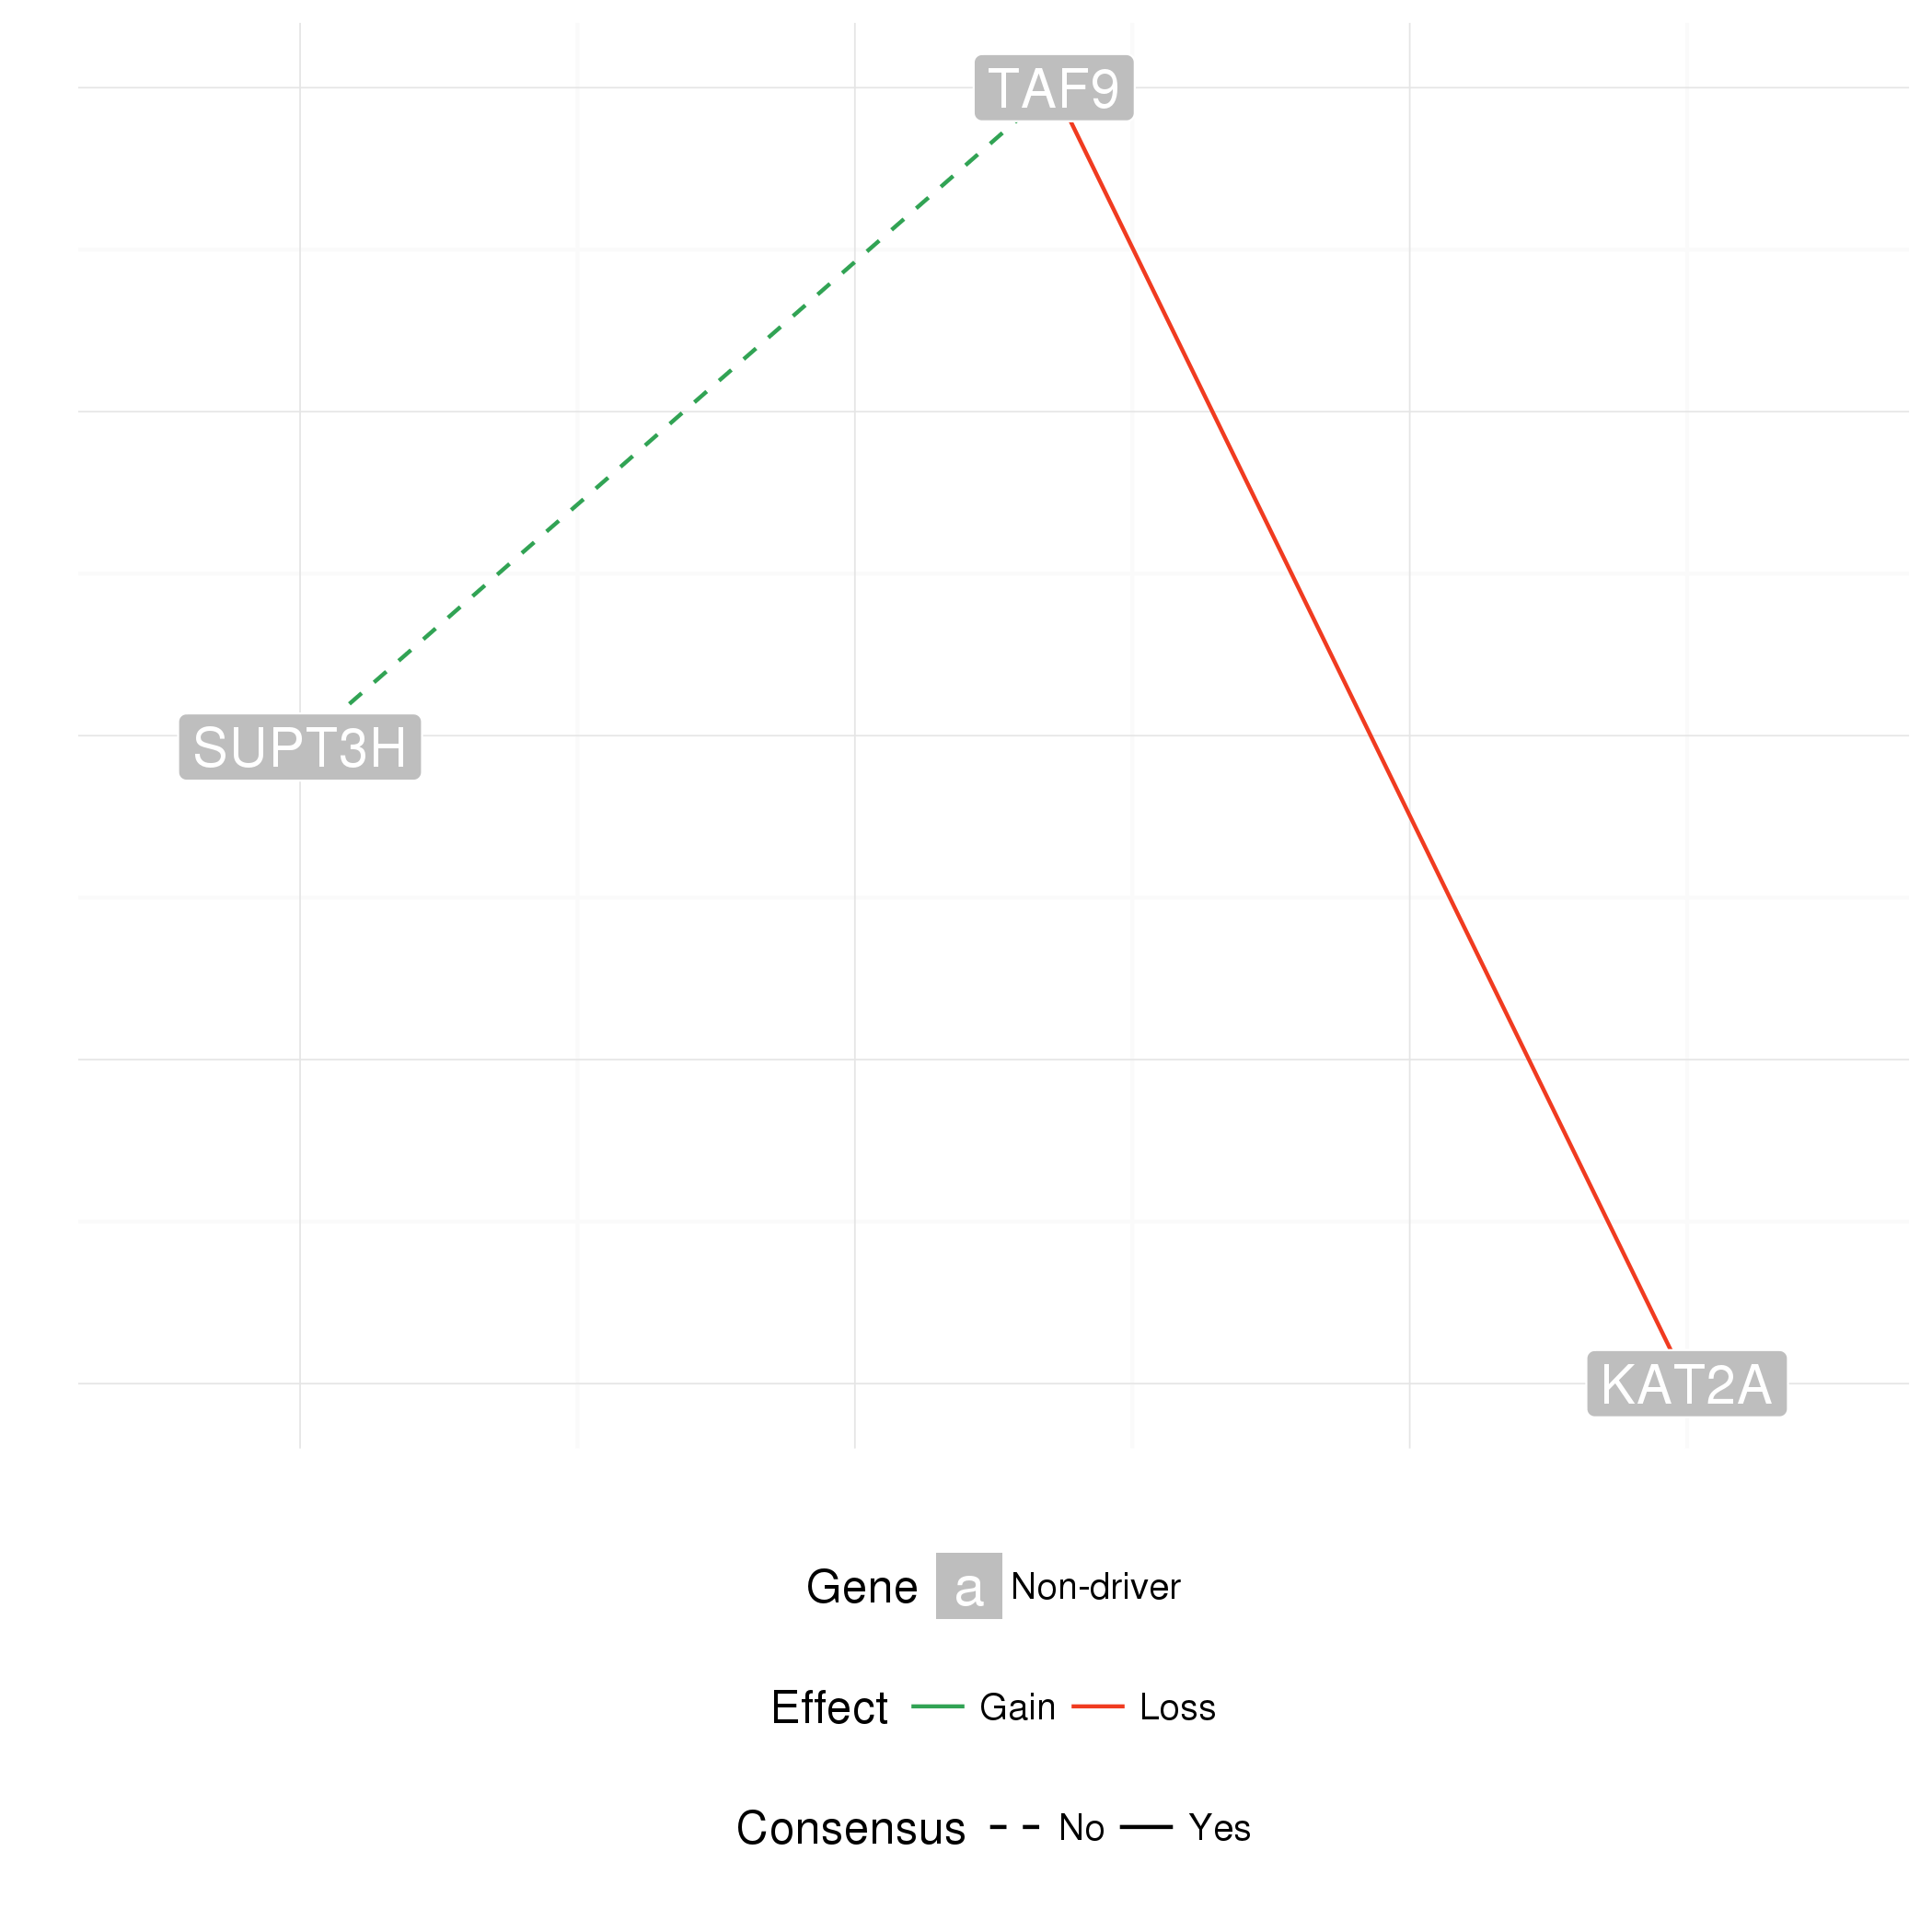 TAF9
SUPT3H
KAT2A
Gene a Non-driver
Effect Gain Loss
Consensus No Yes